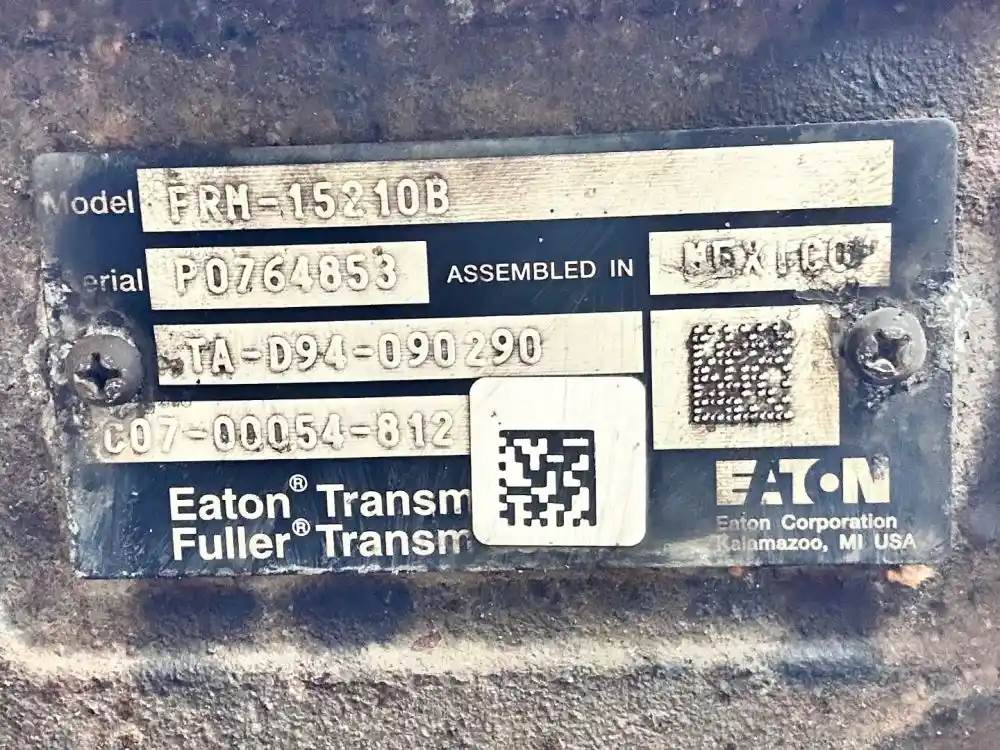 Model FRM-15210B
erial P0764853 ASSEMBLED IN MEXICO
TA-D94-090290
C07-00054-812
Eaton® Transm
Fuller® Transm
EATON
Eaton Corporation
Kalamazoo, MI USA